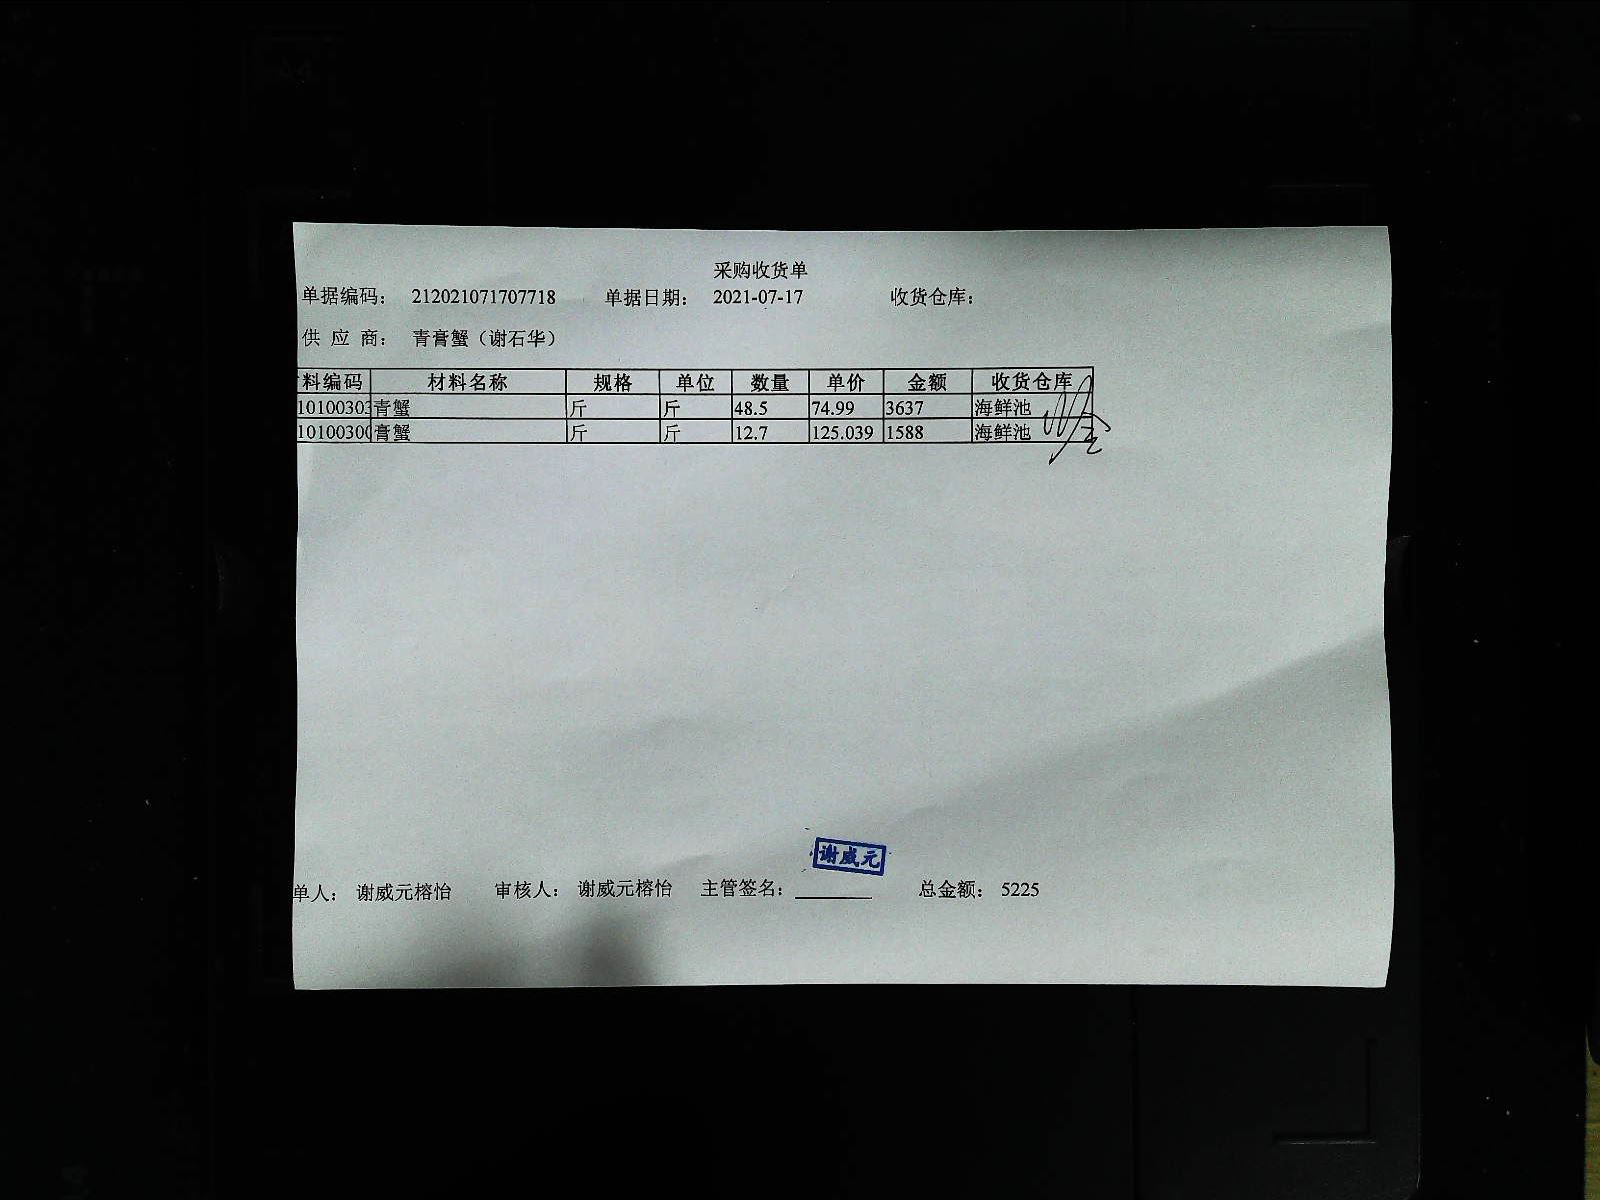 采购收货单
单据编码： 212021071707718 单据日期： 2021-07-17 收货仓库：
供 应 商： 青膏蟹（谢石华）
料编码 材料名称 规格 单位 数量 单价 金额 收货仓库
1010030 青蟹 斤 斤 48.5 74.99 3637 海鲜池
1010030 膏蟹 斤 斤 12.7 125.039 1588 海鲜池
谢威元
单人： 谢威元榕怡 审核人： 谢威元榕怡 主管签名： 总金额： 5225